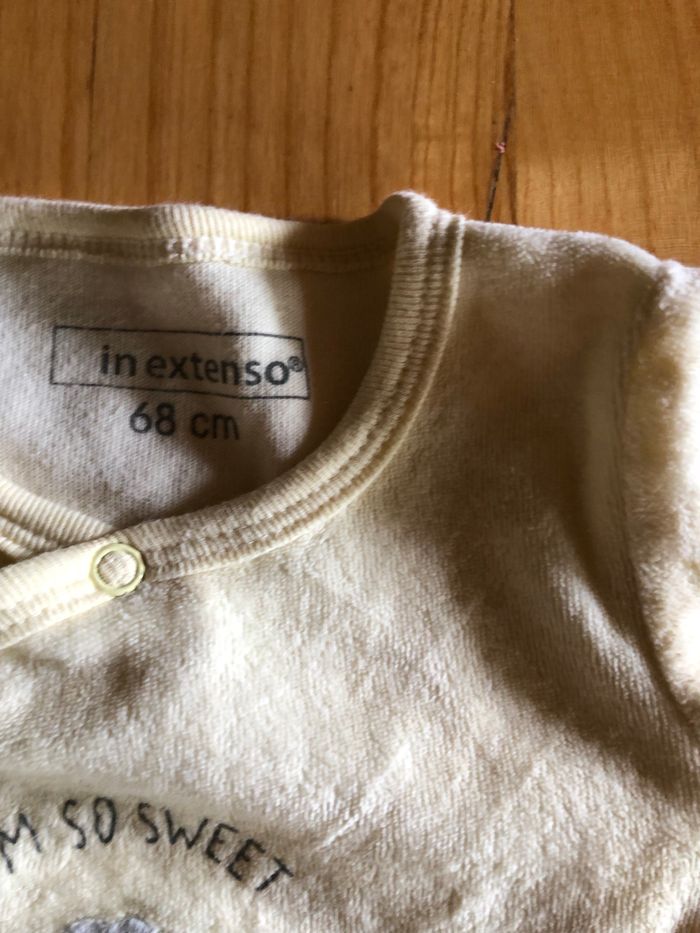 in extenso®
68 cm
M SO SWEET